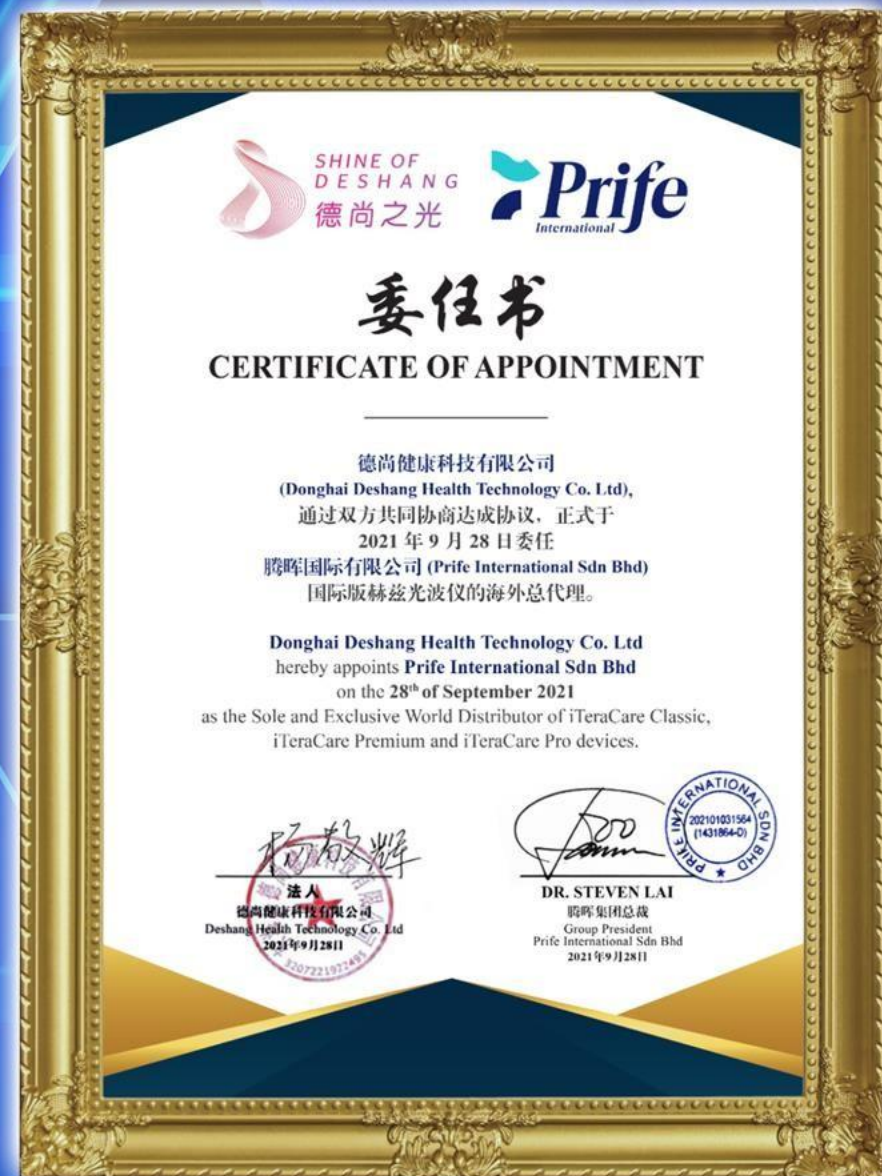 SHINE OF
DESHANG
德尚之光
Prife
International
委任书
CERTIFICATE OF APPOINTMENT
德尚健康科技有限公司
(Donghai Deshang Health Technology Co. Ltd),
通过双方共同协商达成协议，正式于
2021 年 9 月 28 日委任
腾晖国际有限公司 (Prife International Sdn Bhd)
国际版赫兹光波仪的海外总代理。
Donghai Deshang Health Technology Co. Ltd
hereby appoints Prife International Sdn Bhd
on the 28th of September 2021
as the Sole and Exclusive World Distributor of iTeraCare Classic,
iTeraCare Premium and iTeraCare Pro devices.
法人
德尚健康科技有限公司
Deshang Health Technology Co. Ltd
2021年9月28日
3207221922495
PRIFE INTERNATIONAL SDN BHD
202101031564
(1431864-D)
DR. STEVEN LAI
腾晖集团总裁
Group President
Prife International Sdn Bhd
2021年9月28日